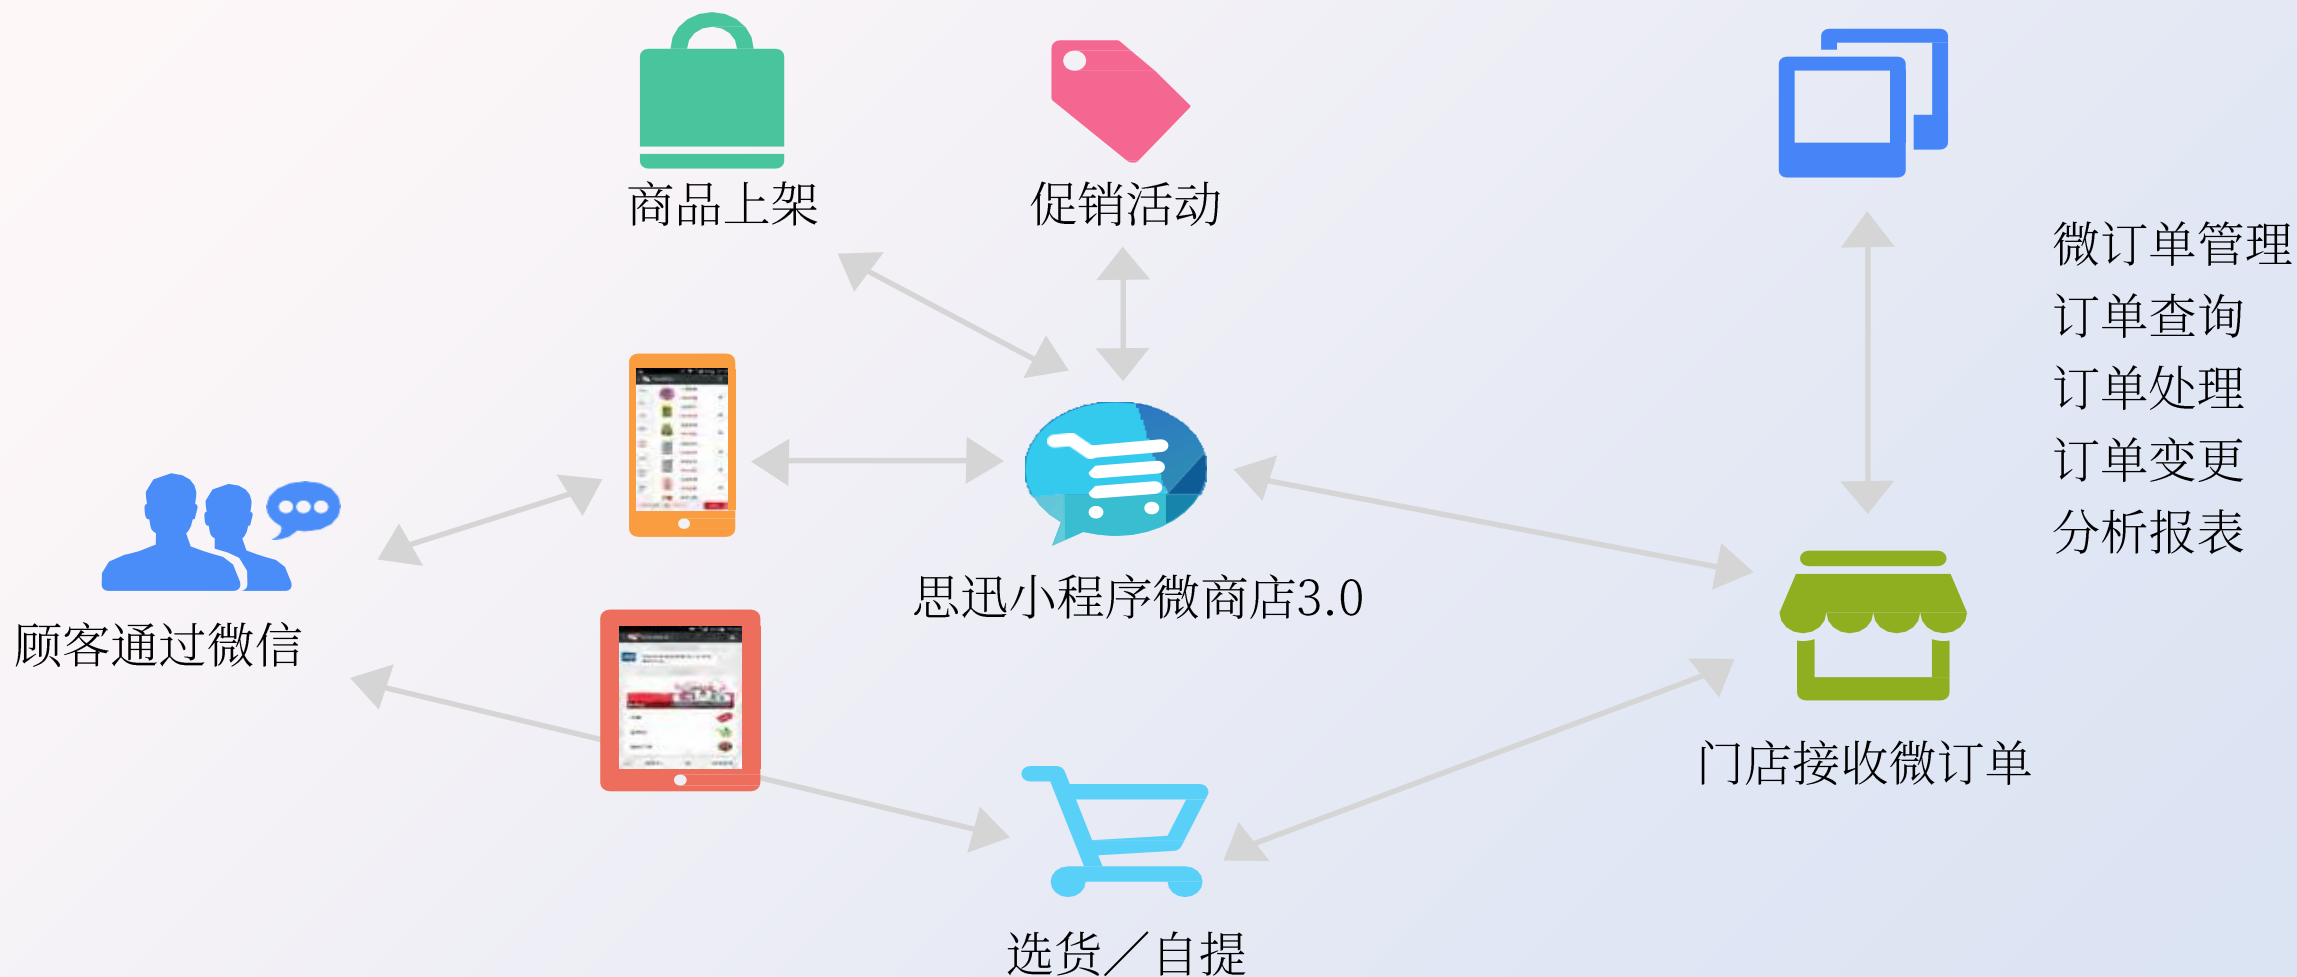 商品上架
促销活动
微订单管理
订单查询
订单处理
订单变更
分析报表
思迅小程序微商店3.0
顾客通过微信
门店接收微订单
选货／自提